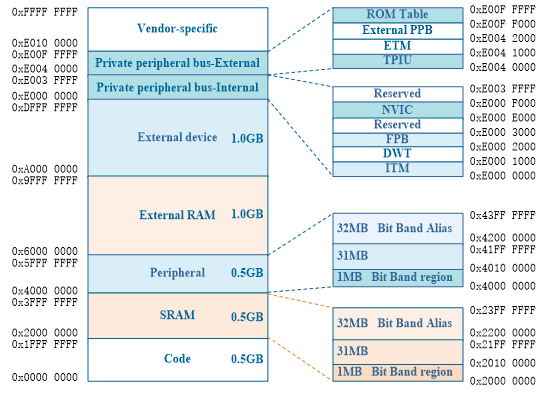 0xFFFF FFFF
Vendor-specific
0xE010 0000
0xE00F FFFF
Private peripheral bus-External
0xE004 0000
0xE003 FFFF
Private peripheral bus-Internal
0xE000 0000
0xDFFF FFFF
External device 1.0GB
0xA000 0000
0x9FFF FFFF
External RAM 1.0GB
0x6000 0000
0x5FFF FFFF
Peripheral 0.5GB
0x4000 0000
0x3FFF FFFF
SRAM 0.5GB
0x2000 0000
0x1FFF FFFF
Code 0.5GB
0x0000 0000
0xE00F FFFF
ROM Table
0xE00F F000
External PPB
0xE004 2000
ETM
0xE004 1000
TPIU
0xE004 0000
0xE003 FFFF
Reserved
0xE000 F000
NVIC
0xE000 E000
Reserved
0xE000 3000
FPB
0xE000 2000
DWT
0xE000 1000
ITM
0xE000 0000
0x43FF FFFF
32MB Bit Band Alias
0x4200 0000
0x41FF FFFF
31MB
0x4010 0000
1MB Bit Band region
0x4000 0000
0x23FF FFFF
32MB Bit Band Alias
0x2200 0000
0x21FF FFFF
31MB
0x2010 0000
1MB Bit Band region
0x2000 0000